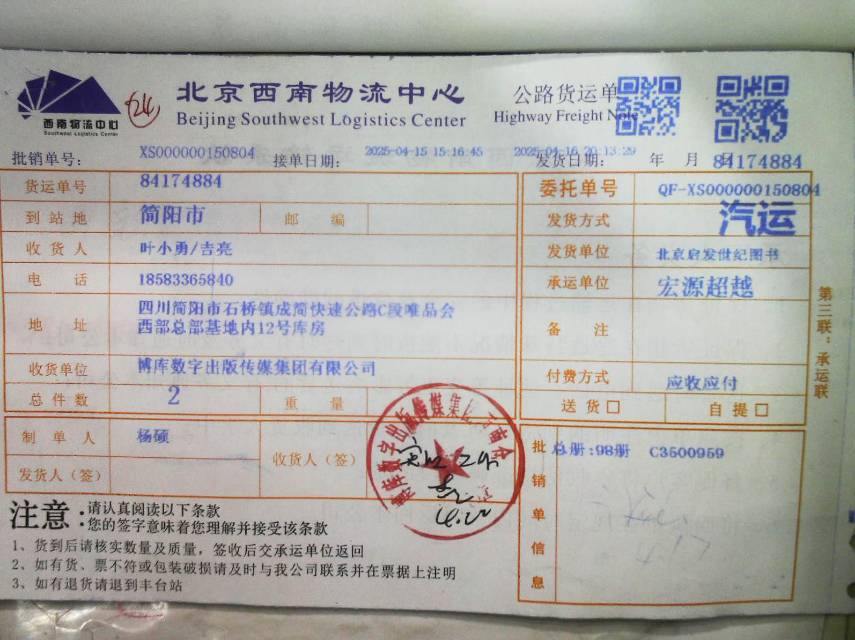 西南物流中心
Southwest Logistics Center
北京西南物流中心
Beijing Southwest Logistics Center
公路货运单
Highway Freight Note
批销单号: XS000000150804 接单日期: 2025-04-15 15:16:45 2025-04-16 20:13:29
发货日期: 年 月 日 84174884
货运单号 84174884 委托单号 QF-XS000000150804
到站地 简阳市 邮编 发货方式 汽运
收货人 叶小勇/吉亮 发货单位 北京启发世纪图书
电话 18583365840 承运单位 宏源超越
地址 四川简阳市石桥镇成简快速公路C段唯品会
西部总部基地内12号库房
备注
收货单位 博库数字出版传媒集团有限公司 付费方式 应收应付
总件数 2 重量 送货□ 自提□
制单人 杨硕 收货人(签)
发货人(签)
批销单信息 总册:98册 C3500959
第三联:承运联
注意:请认真阅读以下条款
您的签字意味着您理解并接受该条款
1、货到后请核实数量及质量，签收后交承运单位返回
2、如有货、票不符或包装破损请及时与我公司联系并在票据上注明
3、如有退货请退到丰台站